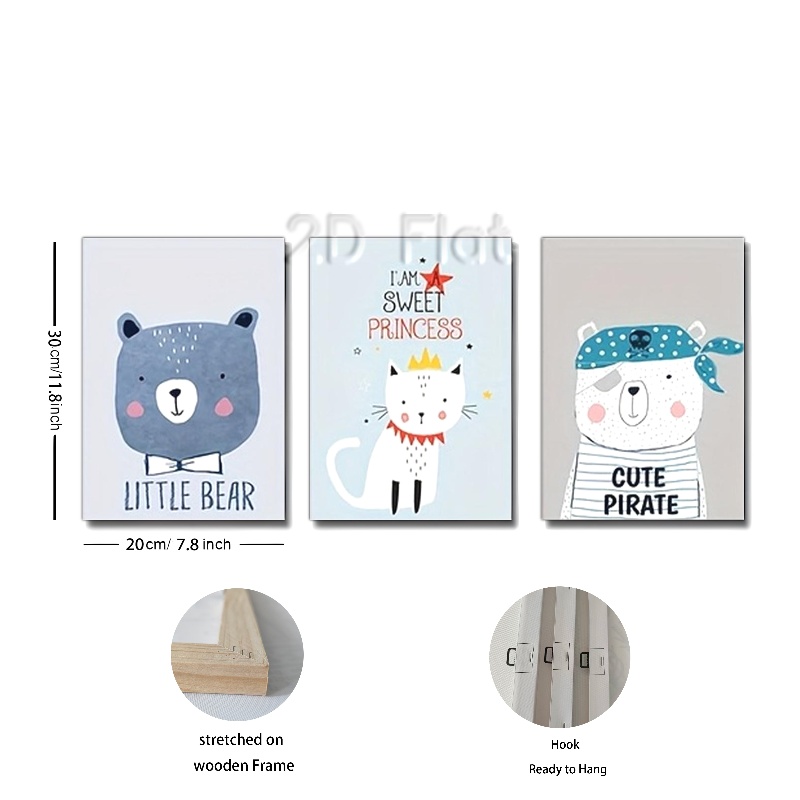 2D Flat
I AM A
SWEET
PRINCESS
LITTLE BEAR
CUTE
PIRATE
30cm/11.8inch
20cm/ 7.8 inch
stretched on
wooden Frame
Hook
Ready to Hang